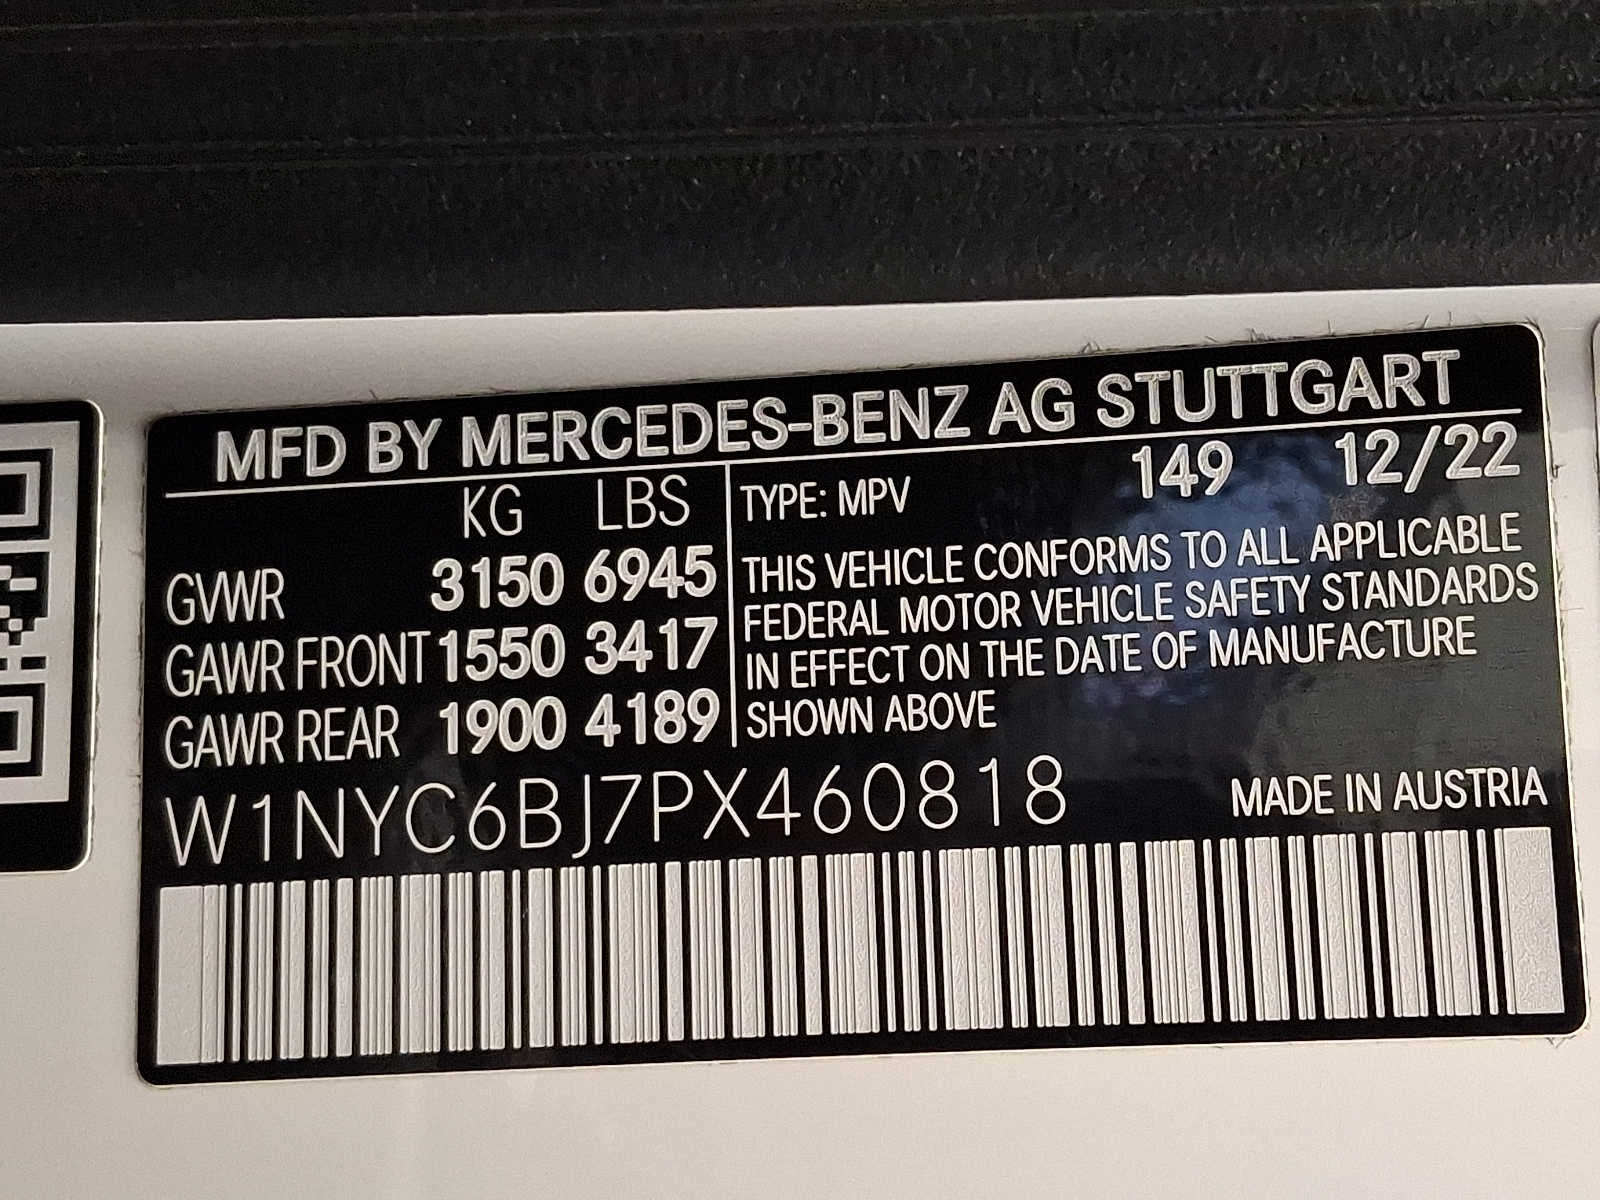 MFD BY MERCEDES-BENZ AG STUTTGART
KG LBS
GVWR 3150 6945
GAWR FRONT 1550 3417
GAWR REAR 1900 4189
TYPE: MPV 149 12/22
THIS VEHICLE CONFORMS TO ALL APPLICABLE
FEDERAL MOTOR VEHICLE SAFETY STANDARDS
IN EFFECT ON THE DATE OF MANUFACTURE
SHOWN ABOVE
W1NYC6BJ7PX460818
MADE IN AUSTRIA